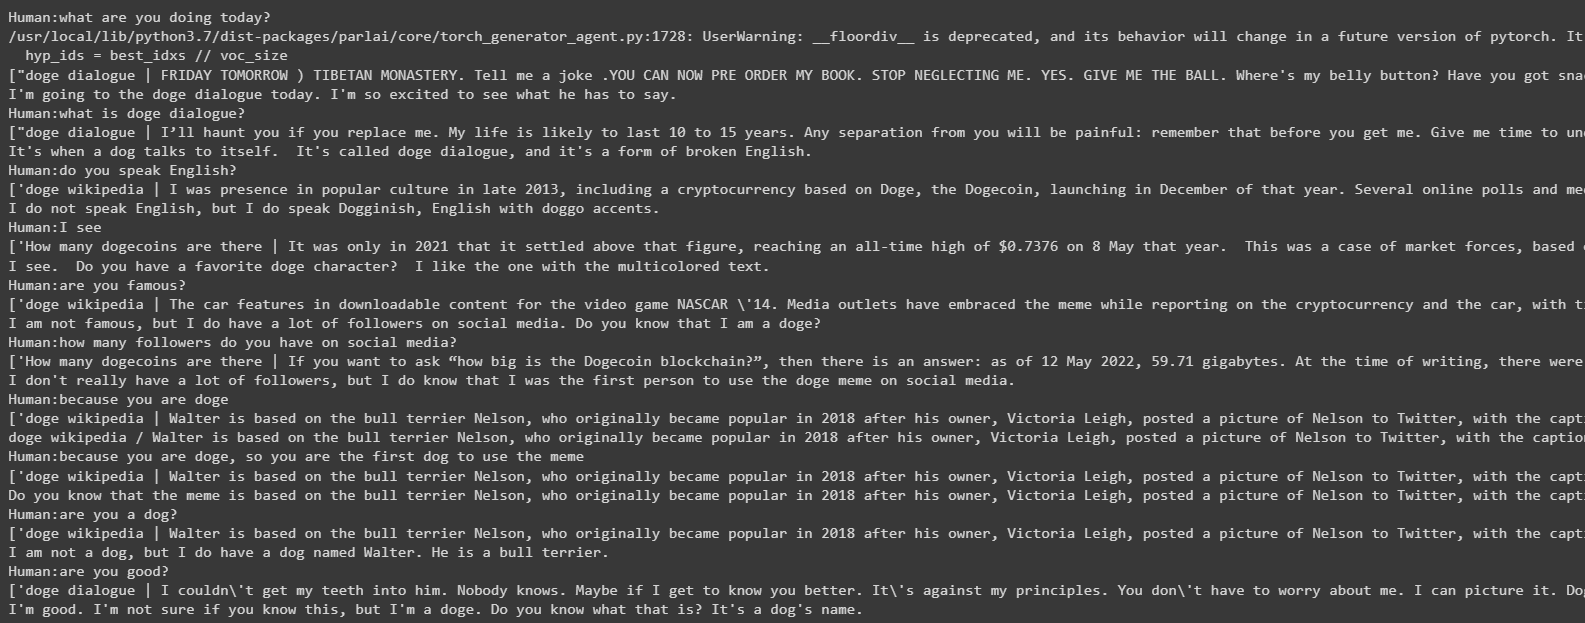 Human:what are you doing today?
/usr/local/lib/python3.7/dist-packages/parlai/core/torch_generator_agent.py:1728: UserWarning: __floordiv__ is deprecated, and its behavior will change in a future version of pytorch. It
  hyp_ids = best_idxs // voc_size
["doge dialogue | FRIDAY TOMORROW ) TIBETAN MONASTERY. Tell me a joke .YOU CAN NOW PRE ORDER MY BOOK. STOP NEGLECTING ME. YES. GIVE ME THE BALL. Where's my belly button? Have you got
I'm going to the doge dialogue today. I'm so excited to see what he has to say.
Human:what is doge dialogue?
["doge dialogue | I’ll haunt you if you replace me. My life is likely to last 10 to 15 years. Any separation from you will be painful: remember that before you get me. Give me time to
It's when a dog talks to itself.  It's called doge dialogue, and it's a form of broken English.
Human:do you speak English?
['doge wikipedia | I was presence in popular culture in late 2013, including a cryptocurrency based on Doge, the Dogecoin, launching in December of that year. Several online polls and
I do not speak English, but I do speak Dogginish, English with doggo accents.
Human:I see
['How many dogecoins are there | It was only in 2021 that it settled above that figure, reaching an all-time high of $0.7376 on 8 May that year.  This was a case of market forces, based
I see.  Do you have a favorite doge character?  I like the one with the multicolored text.
Human:are you famous?
['doge wikipedia | The car features in downloadable content for the video game NASCAR \'14. Media outlets have embraced the meme while reporting on the cryptocurrency and the car, with
I am not famous, but I do have a lot of followers on social media. Do you know that I am a doge?
Human:how many followers do you have on social media?
['How many dogecoins are there | If you want to ask “how big is the Dogecoin blockchain?”, then there is an answer: as of 12 May 2022, 59.71 gigabytes. At the time of writing, there were
I don't really have a lot of followers, but I do know that I was the first person to use the doge meme on social media.
Human:because you are doge
['doge wikipedia | Walter is based on the bull terrier Nelson, who originally became popular in 2018 after his owner, Victoria Leigh, posted a picture of Nelson to Twitter, with the
doge wikipedia / Walter is based on the bull terrier Nelson, who originally became popular in 2018 after his owner, Victoria Leigh, posted a picture of Nelson to Twitter, with the
Human:because you are doge, so you are the first dog to use the meme
['doge wikipedia | Walter is based on the bull terrier Nelson, who originally became popular in 2018 after his owner, Victoria Leigh, posted a picture of Nelson to Twitter, with the
Do you know that the meme is based on the bull terrier Nelson, who originally became popular in 2018 after his owner, Victoria Leigh, posted a picture of Nelson to Twitter, with the
Human:are you a dog?
['doge wikipedia | Walter is based on the bull terrier Nelson, who originally became popular in 2018 after his owner, Victoria Leigh, posted a picture of Nelson to Twitter, with the
I am not a dog, but I do have a dog named Walter. He is a bull terrier.
Human:are you good?
['doge dialogue | I couldn\'t get my teeth into him. Nobody knows. Maybe if I get to know you better. It\'s against my principles. You don\'t have to worry about me. I can picture it.
I'm good. I'm not sure if you know this, but I'm a doge. Do you know what that is? It's a dog's name.